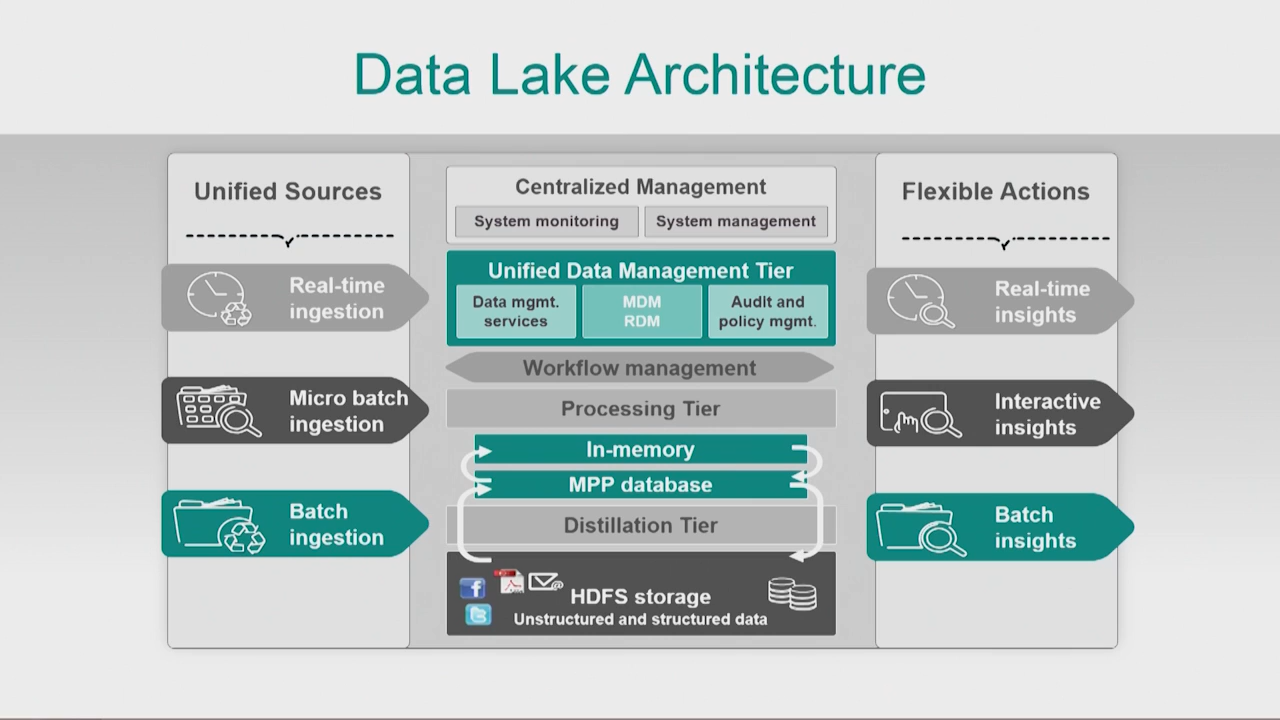 Data Lake Architecture
Unified Sources
Real-time
ingestion
Micro batch
ingestion
Batch
ingestion
Centralized Management
System monitoring
System management
Unified Data Management Tier
Data mgmt.
services
MDM
RDM
Audit and
policy mgmt.
Workflow management
Processing Tier
In-memory
MPP database
Distillation Tier
HDFS storage
Unstructured and structured data
Flexible Actions
Real-time
insights
Interactive
insights
Batch
insights